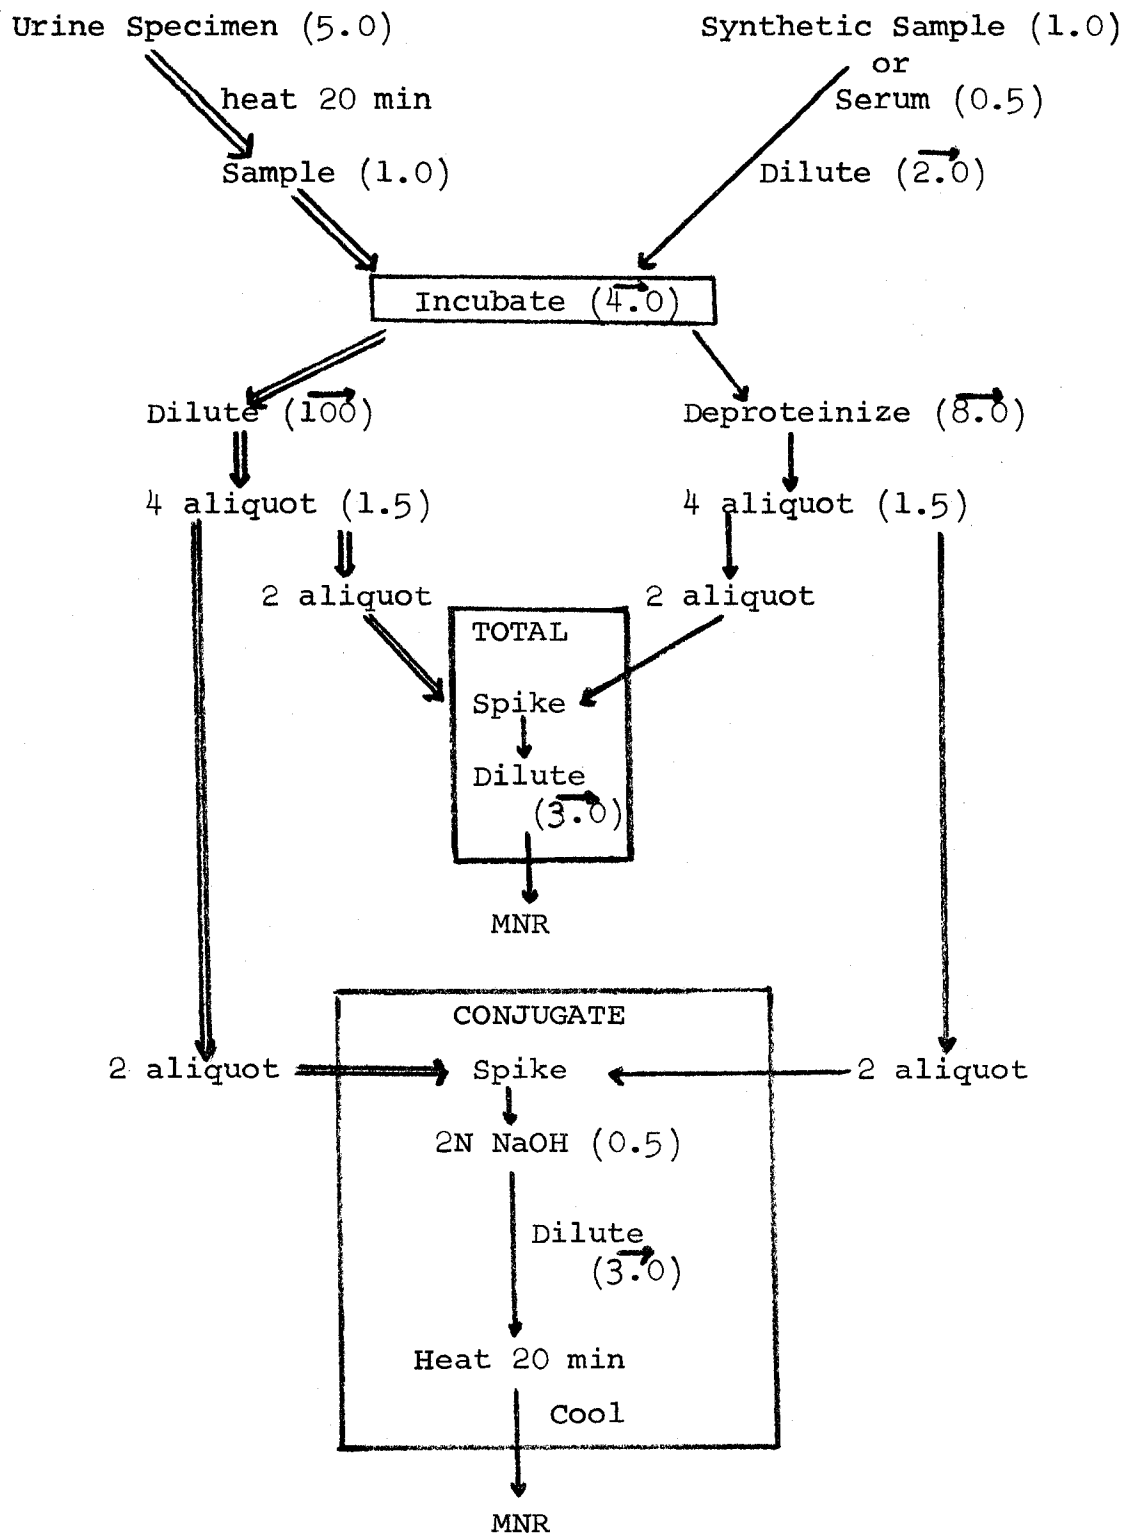 Urine Specimen (5.0)
Synthetic Sample (1.0)
or
heat 20 min
Serum (0.5)
Sample (1.0)
Dilute (2.0)
Incubate (4.0)
Dilute (100)
Deproteinize (8.0)
4 aliquot (1.5)
4 aliquot (1.5)
2 aliquot
2 aliquot
TOTAL
Spike
Dilute
(3.0)
MNR
CONJUGATE
2 aliquot
Spike
2 aliquot
2N NaOH (0.5)
Dilute
(3.0)
Heat 20 min
Cool
MNR